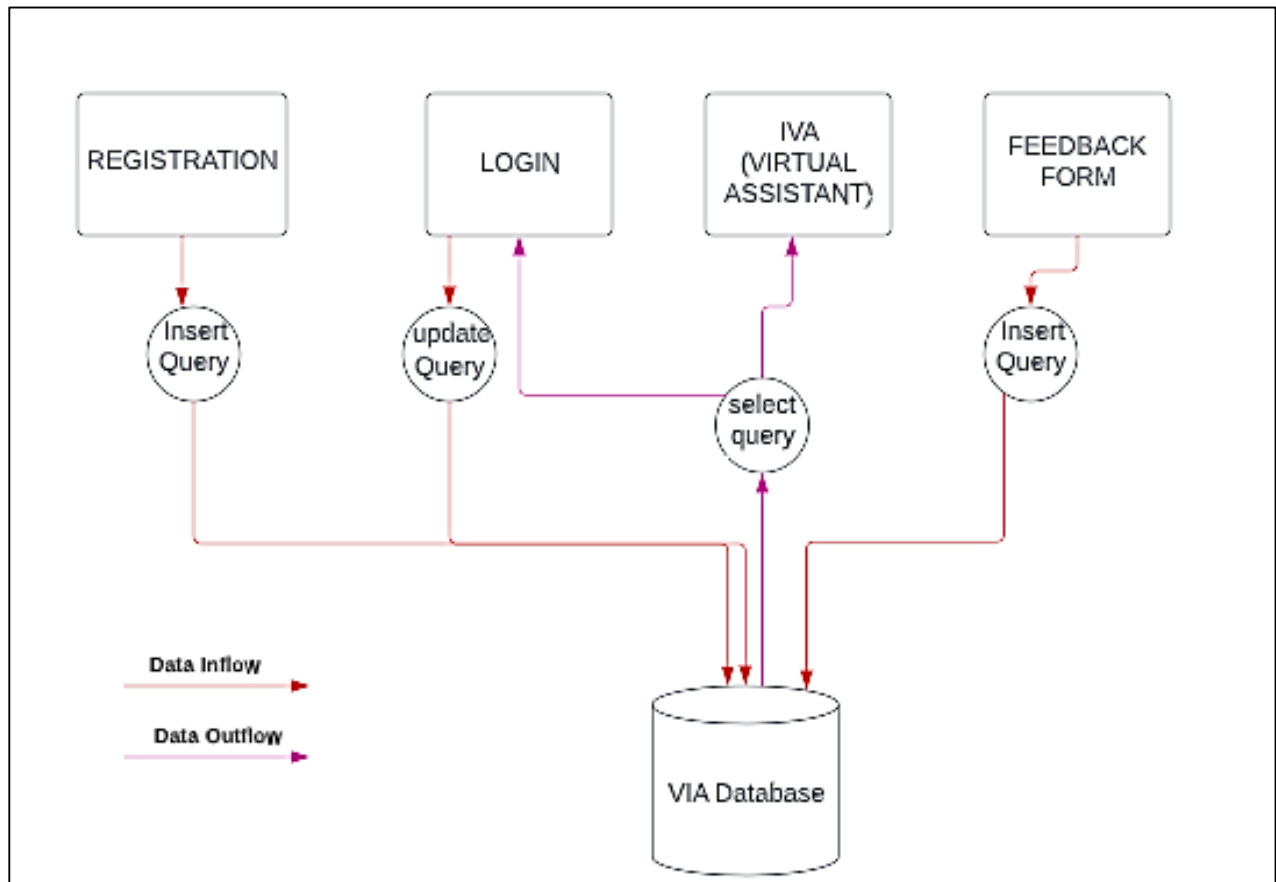 REGISTRATION
LOGIN
IVA
(VIRTUAL
ASSISTANT)
FEEDBACK
FORM
Insert
Query
update
Query
select
query
Insert
Query
Data Inflow
Data Outflow
VIA Database